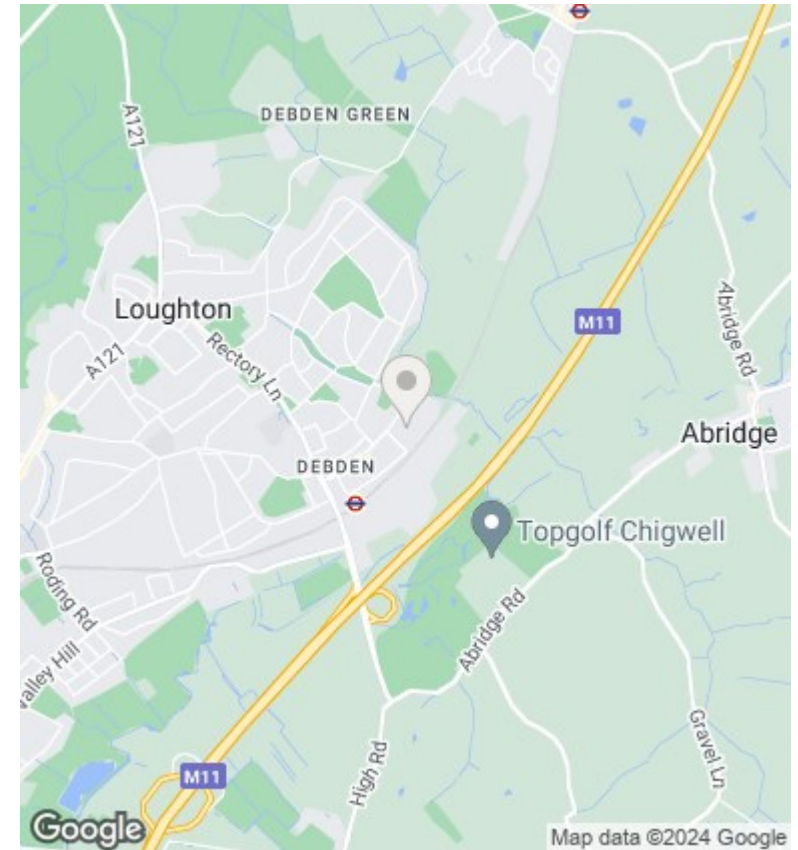 DEBDEN GREEN
A121
Loughton
M11
Abridge Rd
A121
Rectory Ln
Abridge
DEBDEN
Topgolf Chigwell
Roding Rd
Abridge Rd
alley Hill
Gravel Ln
High Rd
M11
Google
Map data ©2024 Google